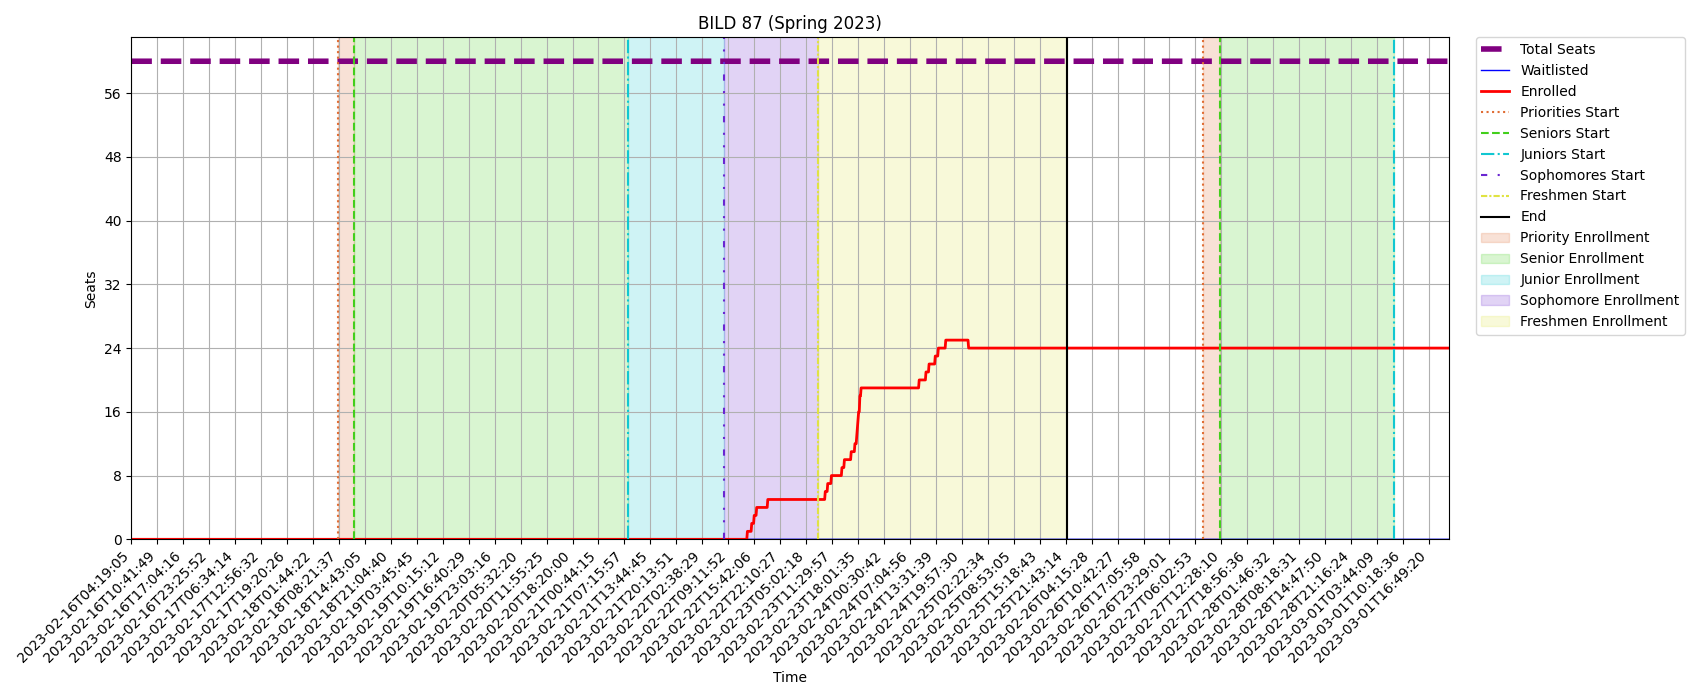 BILD 87 (Spring 2023)
Seats
56
48
40
32
24
16
8
0
2023-02-16T04:19:05
2023-02-16T10:41:49
2023-02-16T17:04:16
2023-02-16T23:25:52
2023-02-17T06:34:14
2023-02-17T12:56:32
2023-02-17T19:20:26
2023-02-18T01:44:22
2023-02-18T08:21:37
2023-02-18T14:43:05
2023-02-18T21:04:40
2023-02-19T03:45:45
2023-02-19T10:15:12
2023-02-19T16:40:29
2023-02-19T23:03:16
2023-02-20T05:32:20
2023-02-20T11:55:25
2023-02-20T18:20:00
2023-02-21T00:44:15
2023-02-21T07:15:57
2023-02-21T13:44:45
2023-02-21T20:13:51
2023-02-22T02:38:29
2023-02-22T09:11:52
2023-02-22T15:42:06
2023-02-22T22:10:27
2023-02-23T05:02:18
2023-02-23T11:29:57
2023-02-23T18:01:35
2023-02-24T00:30:42
2023-02-24T07:04:56
2023-02-24T13:31:39
2023-02-24T19:57:30
2023-02-25T02:22:34
2023-02-25T08:53:05
2023-02-25T15:18:43
2023-02-25T21:43:14
2023-02-26T04:15:28
2023-02-26T10:42:27
2023-02-26T17:05:58
2023-02-26T23:29:01
2023-02-27T06:02:53
2023-02-27T12:28:10
2023-02-27T18:56:36
2023-02-28T01:46:32
2023-02-28T08:18:31
2023-02-28T14:47:50
2023-02-28T21:16:24
2023-03-01T03:44:09
2023-03-01T10:18:36
2023-03-01T16:49:20
Time
Total Seats
Waitlisted
Enrolled
Priorities Start
Seniors Start
Juniors Start
Sophomores Start
Freshmen Start
End
Priority Enrollment
Senior Enrollment
Junior Enrollment
Sophomore Enrollment
Freshmen Enrollment